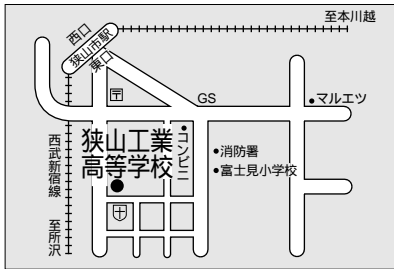 至本川越
西口
狭山市駅
東口
GS
マルエツ
狭山工業
高等学校
コンビニ
消防署
富士見小学校
西武新宿線
至所沢